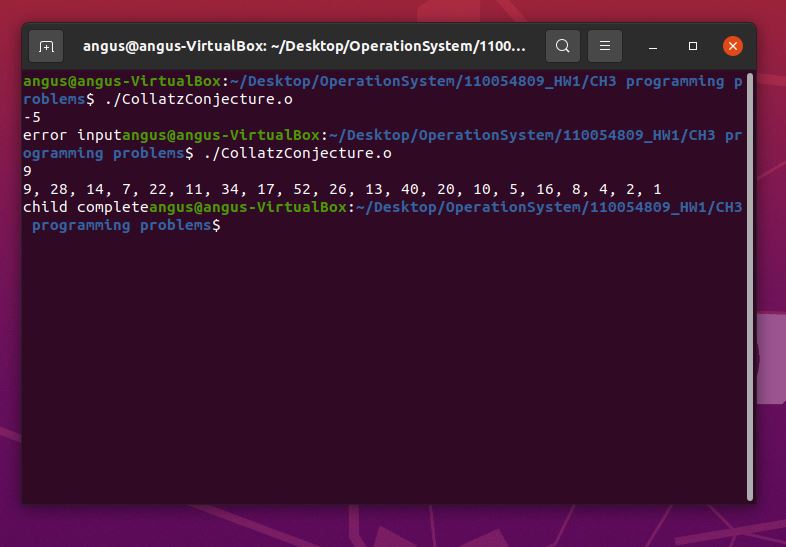 angus@angus-VirtualBox: ~/Desktop/OperationSystem/1100...
angus@angus-VirtualBox:~/Desktop/OperationSystem/110054809_HW1/CH3 programming p
roblems$ ./CollatzConjecture.o
-5
error inputangus@angus-VirtualBox:~/Desktop/OperationSystem/110054809_HW1/CH3 pr
ogramming problems$ ./CollatzConjecture.o
9
9, 28, 14, 7, 22, 11, 34, 17, 52, 26, 13, 40, 20, 10, 5, 16, 8, 4, 2, 1
child completeangus@angus-VirtualBox:~/Desktop/OperationSystem/110054809_HW1/CH3
 programming problems$